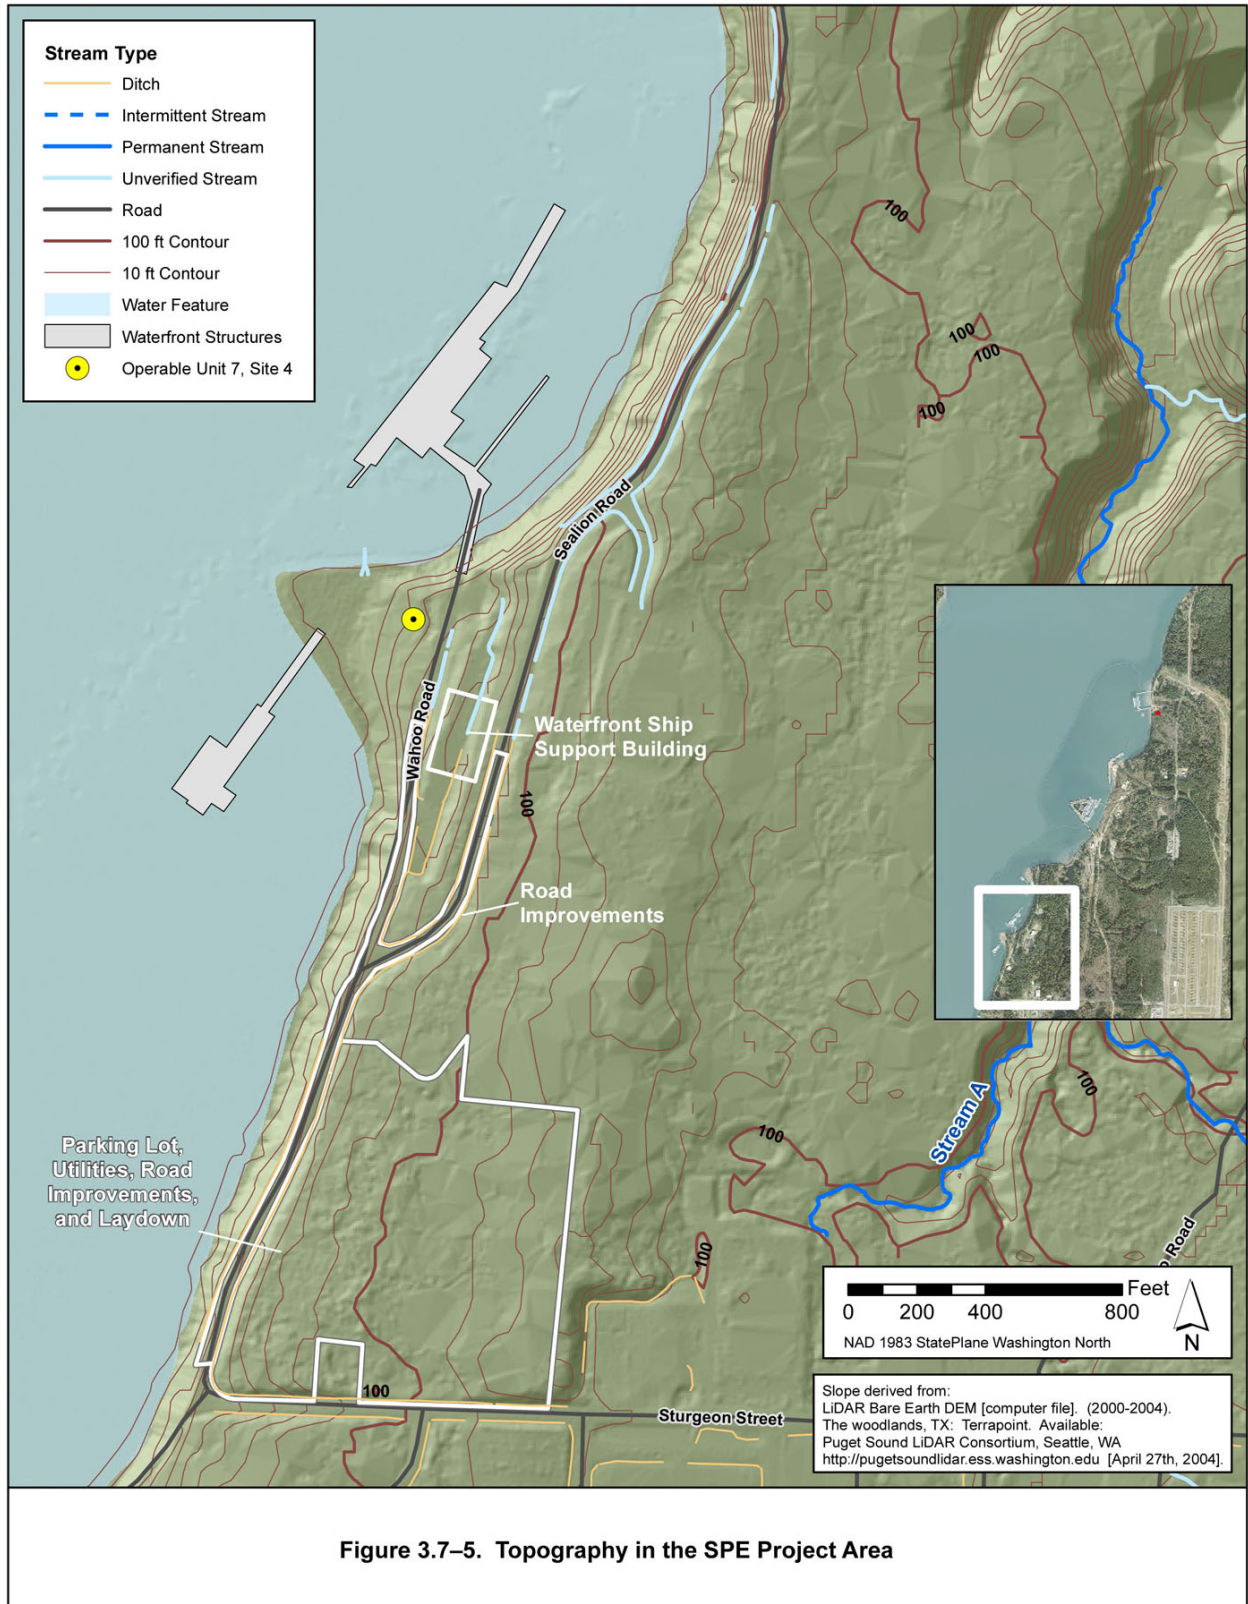 Stream Type
Ditch
Intermittent Stream
Permanent Stream
Unverified Stream
Road
100 ft Contour
10 ft Contour
Water Feature
Waterfront Structures
Operable Unit 7, Site 4
100
100
100
100
Sealion Road
Wahoo Road
Waterfront Ship
Support Building
100
Road
Improvements
100
Stream A
100
Parking Lot,
Utilities, Road
Improvements,
and Laydown
100
o Road
Feet
0 200 400 800
NAD 1983 StatePlane Washington North
N
100
Sturgeon Street
Slope derived from:
LiDAR Bare Earth DEM [computer file]. (2000-2004).
The woodlands, TX: Terrapoint. Available:
Puget Sound LiDAR Consortium, Seattle, WA
http://pugetsoundlidar.ess.washington.edu [April 27th, 2004].
Figure 3.7–5. Topography in the SPE Project Area